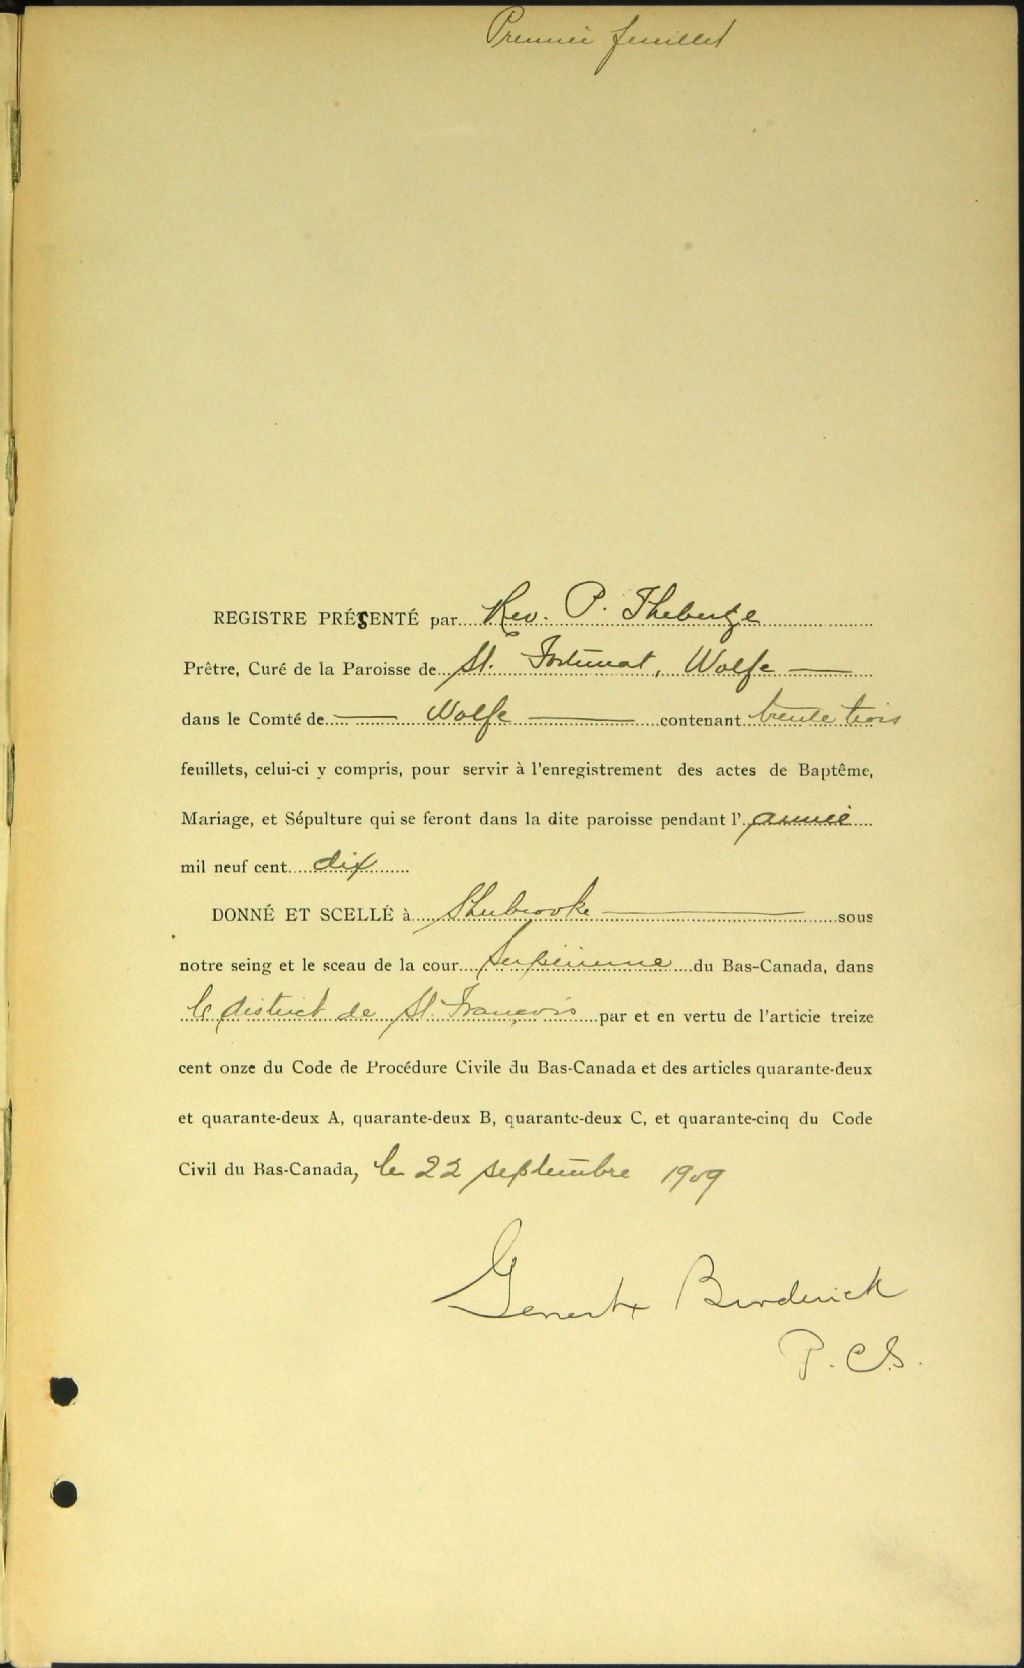 Premier feuillet
REGISTRE PRÉSENTÉ par Rev. P. Theberge
Prêtre, Curé de la Paroisse de St. Fortunat, Wolfe —
dans le Comté de — Wolfe — contenant trente trois
feuillets, celui-ci y compris, pour servir à l'enregistrement des actes de Baptême,
Mariage, et Sépulture qui se feront dans la dite paroisse pendant l' année
mil neuf cent dix
DONNÉ ET SCELLÉ à Sherbrooke — sous
notre seing et le sceau de la cour Supérieure du Bas-Canada, dans
le district de St. François par et en vertu de l'articie treize
cent onze du Code de Procédure Civile du Bas-Canada et des articles quarante-deux
et quarante-deux A, quarante-deux B, quarante-deux C, et quarante-cinq du Code
Civil du Bas-Canada, le 22 septembre 1909
Genest & Broderick
P. C. S.